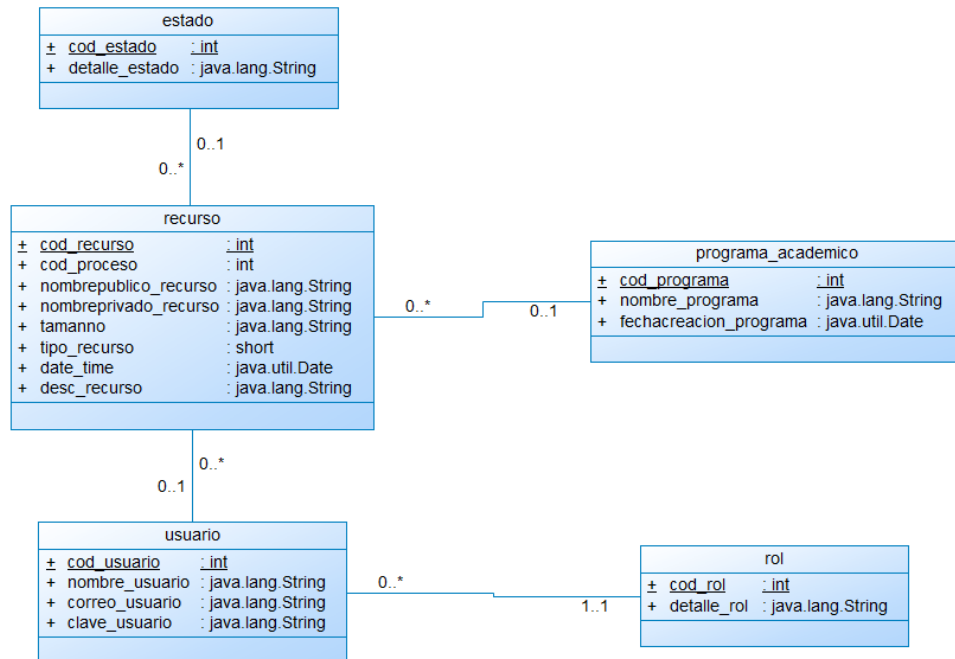 estado
+ cod_estado : int
+ detalle_estado : java.lang.String
0..1
0..*
recurso
+ cod_recurso : int
+ cod_proceso : int
+ nombrepublico_recurso : java.lang.String
+ nombreprivado_recurso : java.lang.String
+ tamanno : java.lang.String
+ tipo_recurso : short
+ date_time : java.util.Date
+ desc_recurso : java.lang.String
0..*
0..1
programa_academico
+ cod_programa : int
+ nombre_programa : java.lang.String
+ fechacreacion_programa : java.util.Date
0..*
0..1
usuario
+ cod_usuario : int
+ nombre_usuario : java.lang.String
+ correo_usuario : java.lang.String
+ clave_usuario : java.lang.String
0..*
1..1
rol
+ cod_rol : int
+ detalle_rol : java.lang.String